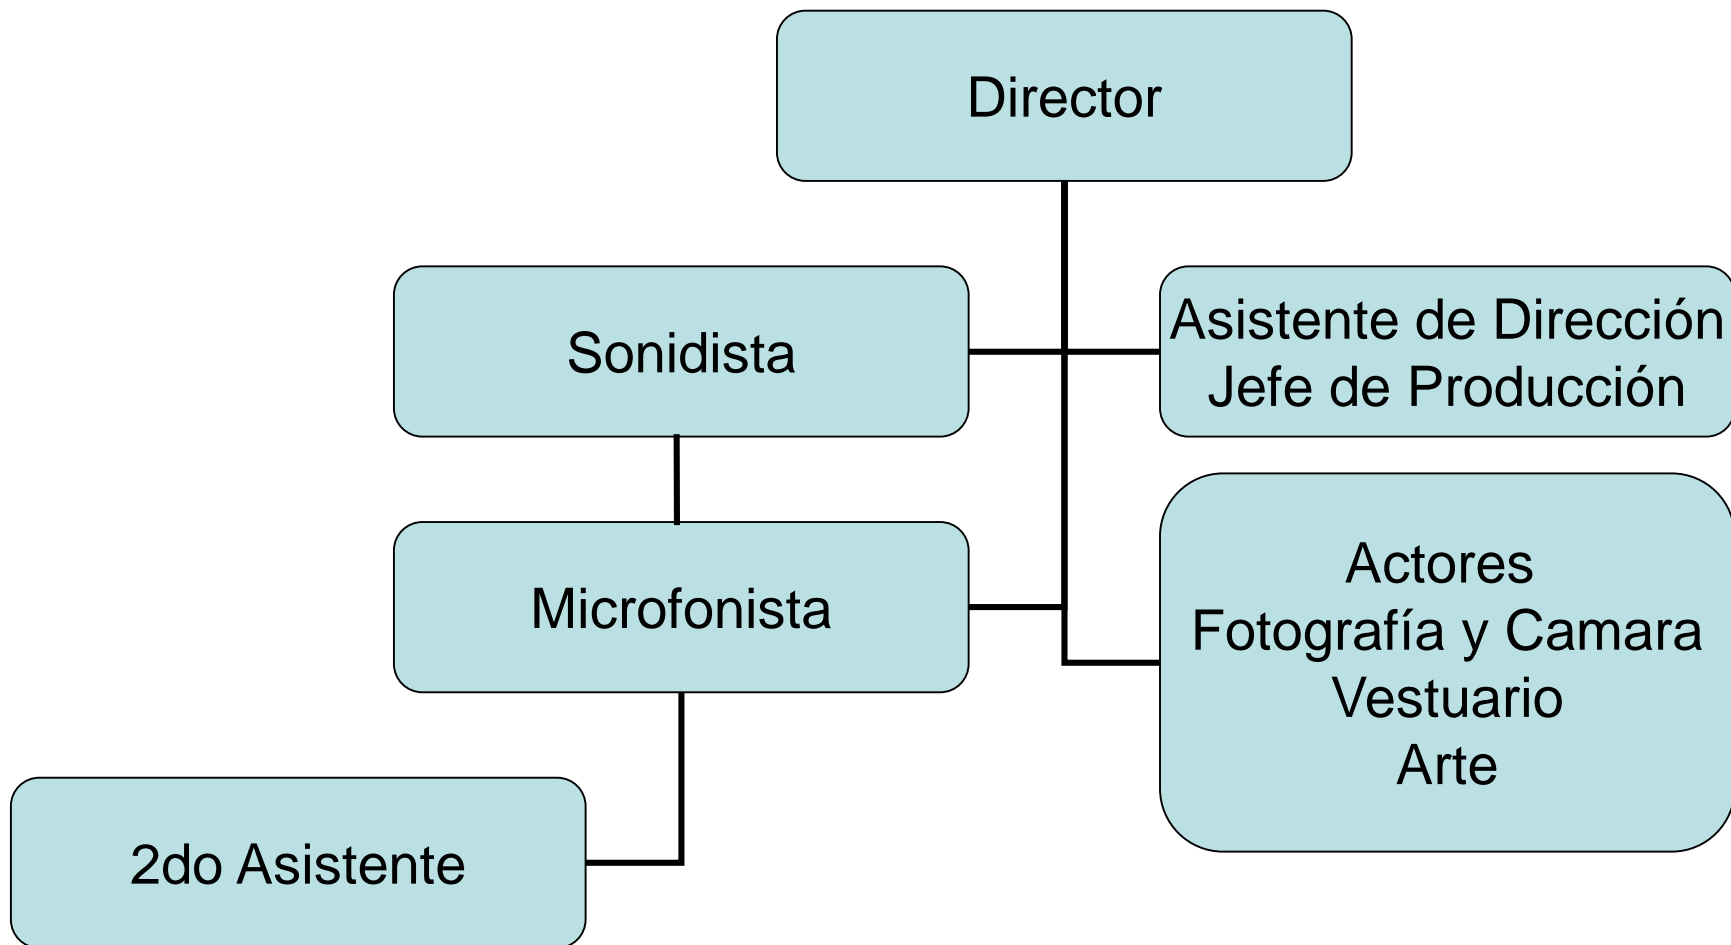 Director
Sonidista
Asistente de Dirección
Jefe de Producción
Microfonista
Actores
Fotografía y Camara
Vestuario
Arte
2do Asistente